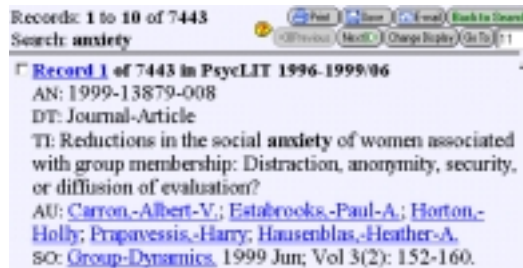 Records: 1 to 10 of 7443
Print Save E-mail Back to Search
Search: anxiety
Previous Next Change Display Go To
Record 1 of 7443 in PsycLIT 1996-1999/06
AN: 1999-13879-008
DT: Journal-Article
TI: Reductions in the social anxiety of women associated
with group membership: Distraction, anonymity, security,
or diffusion of evaluation?
AU: Carron,-Albert-V.; Estabrooks,-Paul-A.; Horton,-
Holly; Prapavessis,-Harry; Hausenblas,-Heather-A.
SO: Group-Dynamics. 1999 Jun; Vol 3(2): 152-160.